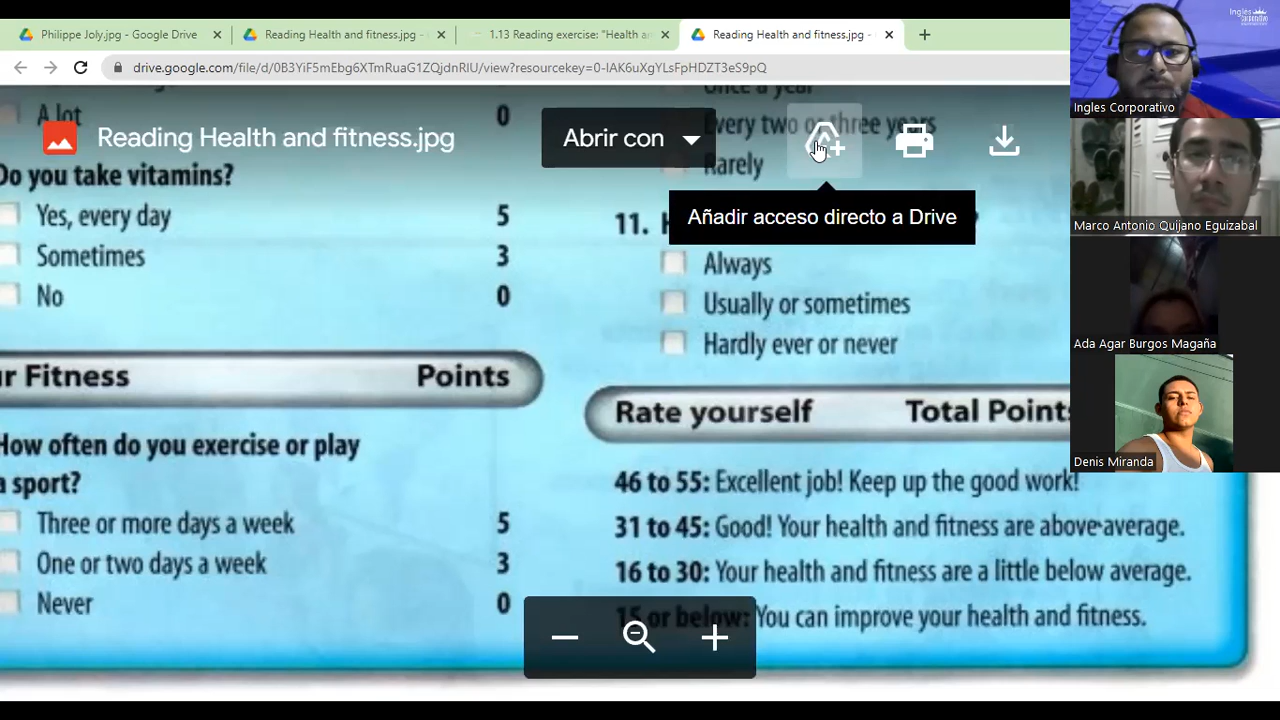 Philippe Joly.jpg - Google Drive
Reading Health and fitness.jpg -
1.13 Reading exercise: "Health an
Reading Health and fitness.jpg -
drive.google.com/file/d/0B3YiF5mEbg6XTmRuaG1ZQjdnRlU/view?resourcekey=0-IAK6uXgYLsFpHDZT3eS9pQ
Reading Health and fitness.jpg
Abrir con
Añadir acceso directo a Drive
A lot 0
Do you take vitamins?
Yes, every day 5
Sometimes 3
No 0
r Fitness Points
How often do you exercise or play
a sport?
Three or more days a week 5
One or two days a week 3
Never 0
Once a year
Every two or three years
Rarely
11. H
?
Always
Usually or sometimes
Hardly ever or never
Rate yourself Total Points
46 to 55: Excellent job! Keep up the good work!
31 to 45: Good! Your health and fitness are above average.
16 to 30: Your health and fitness are a little below average.
15 or below: You can improve your health and fitness.
Ingles
corporativo
Ingles Corporativo
Marco Antonio Quijano Eguizabal
Ada Agar Burgos Magaña
Denis Miranda